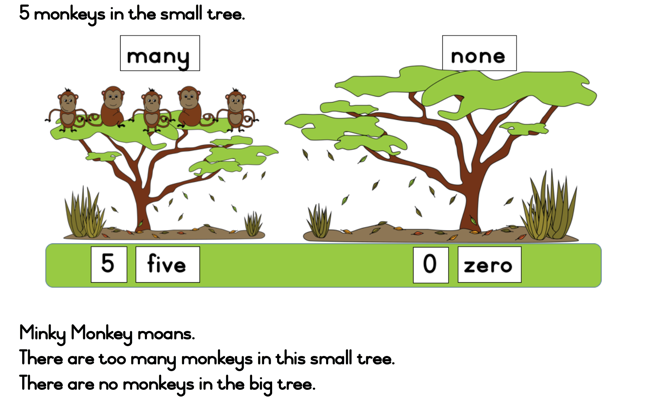 5 monkeys in the small tree.
many none
5 five 0 zero
Minky Monkey moans.
There are too many monkeys in this small tree.
There are no monkeys in the big tree.